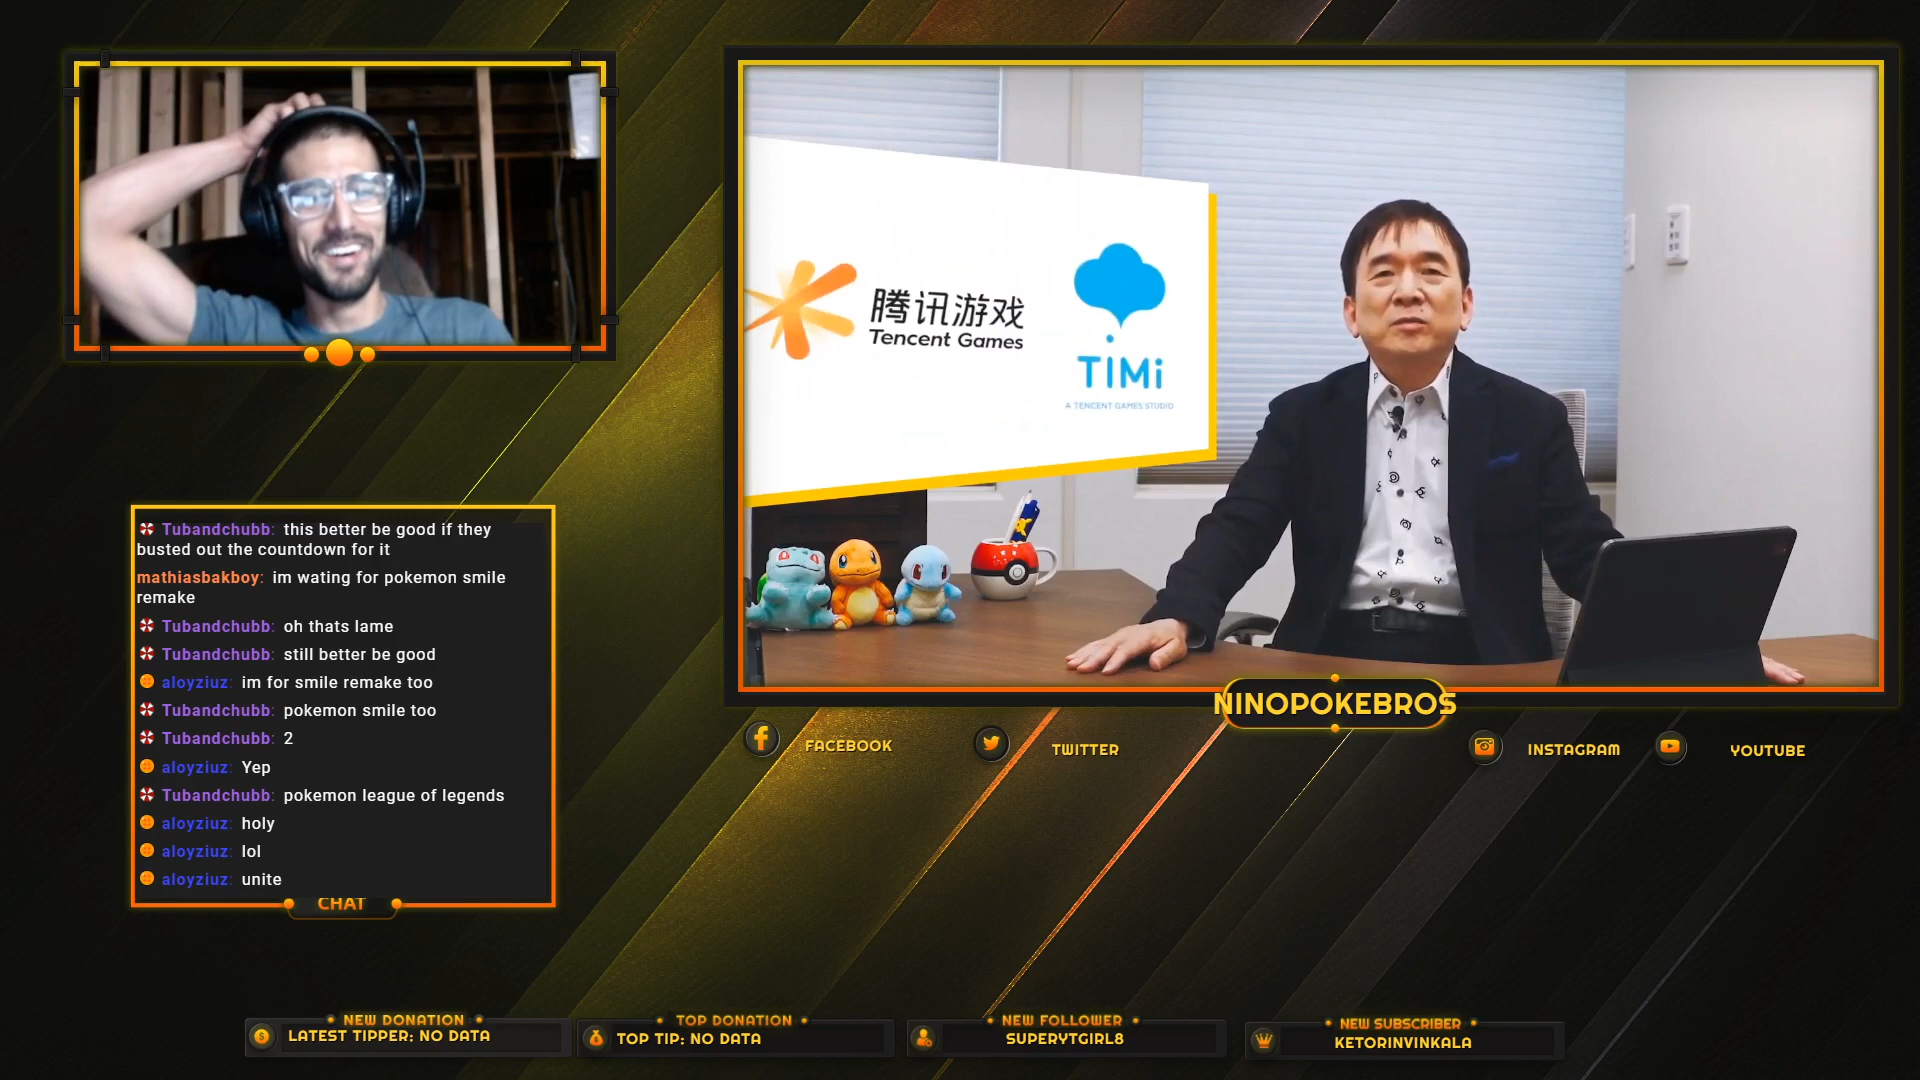 腾讯游戏
Tencent Games
TiMi
A TENCENT GAMES STUDIO
NINOPOKEBROS
FACEBOOK
TWITTER
INSTAGRAM
YOUTUBE
Tubandchubb: this better be good if they
busted out the countdown for it
mathiasbakboy: im wating for pokemon smile
remake
Tubandchubb: oh thats lame
Tubandchubb: still better be good
aloyziuz: im for smile remake too
Tubandchubb: pokemon smile too
Tubandchubb: 2
aloyziuz: Yep
Tubandchubb: pokemon league of legends
aloyziuz: holy
aloyziuz: lol
aloyziuz: unite
CHAT
NEW DONATION
LATEST TIPPER: NO DATA
TOP DONATION
TOP TIP: NO DATA
NEW FOLLOWER
SUPERYTGIRL8
NEW SUBSCRIBER
KETORINVINKALA